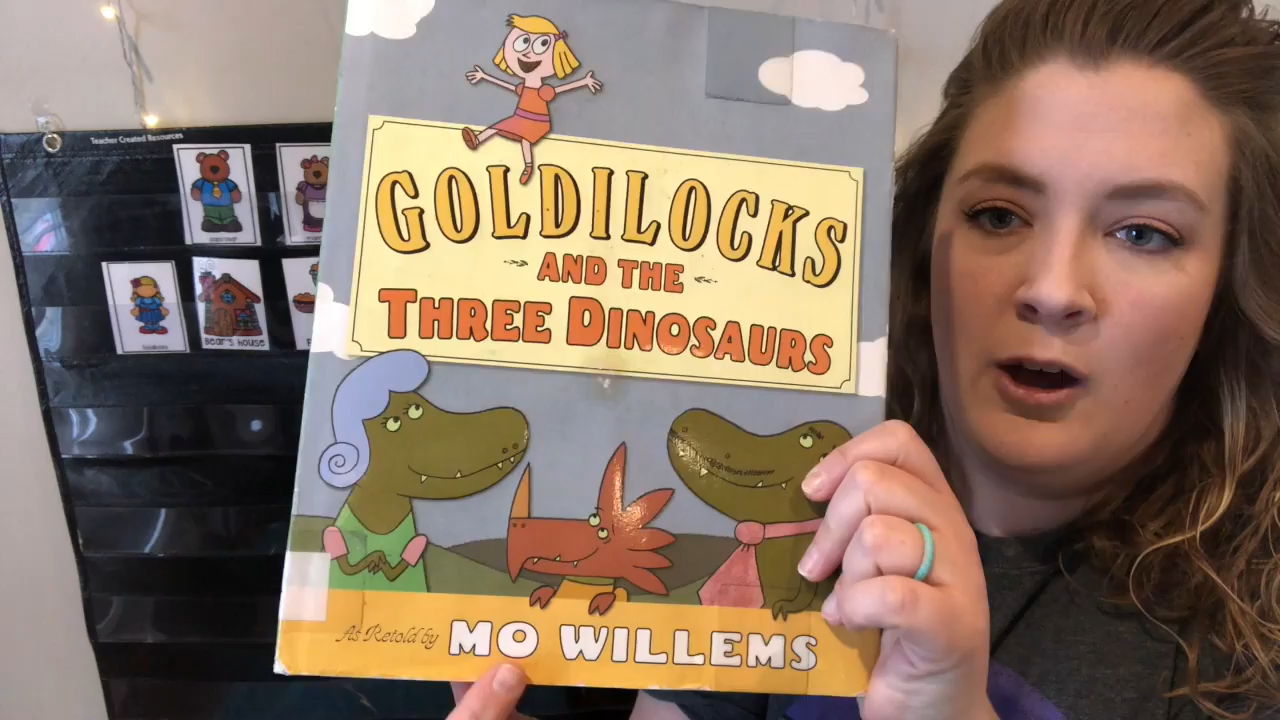 Teacher Created Resources
Bear's house
GOLDILOCKS
AND THE
THREE DINOSAURS
As Retold by MO WILLEMS